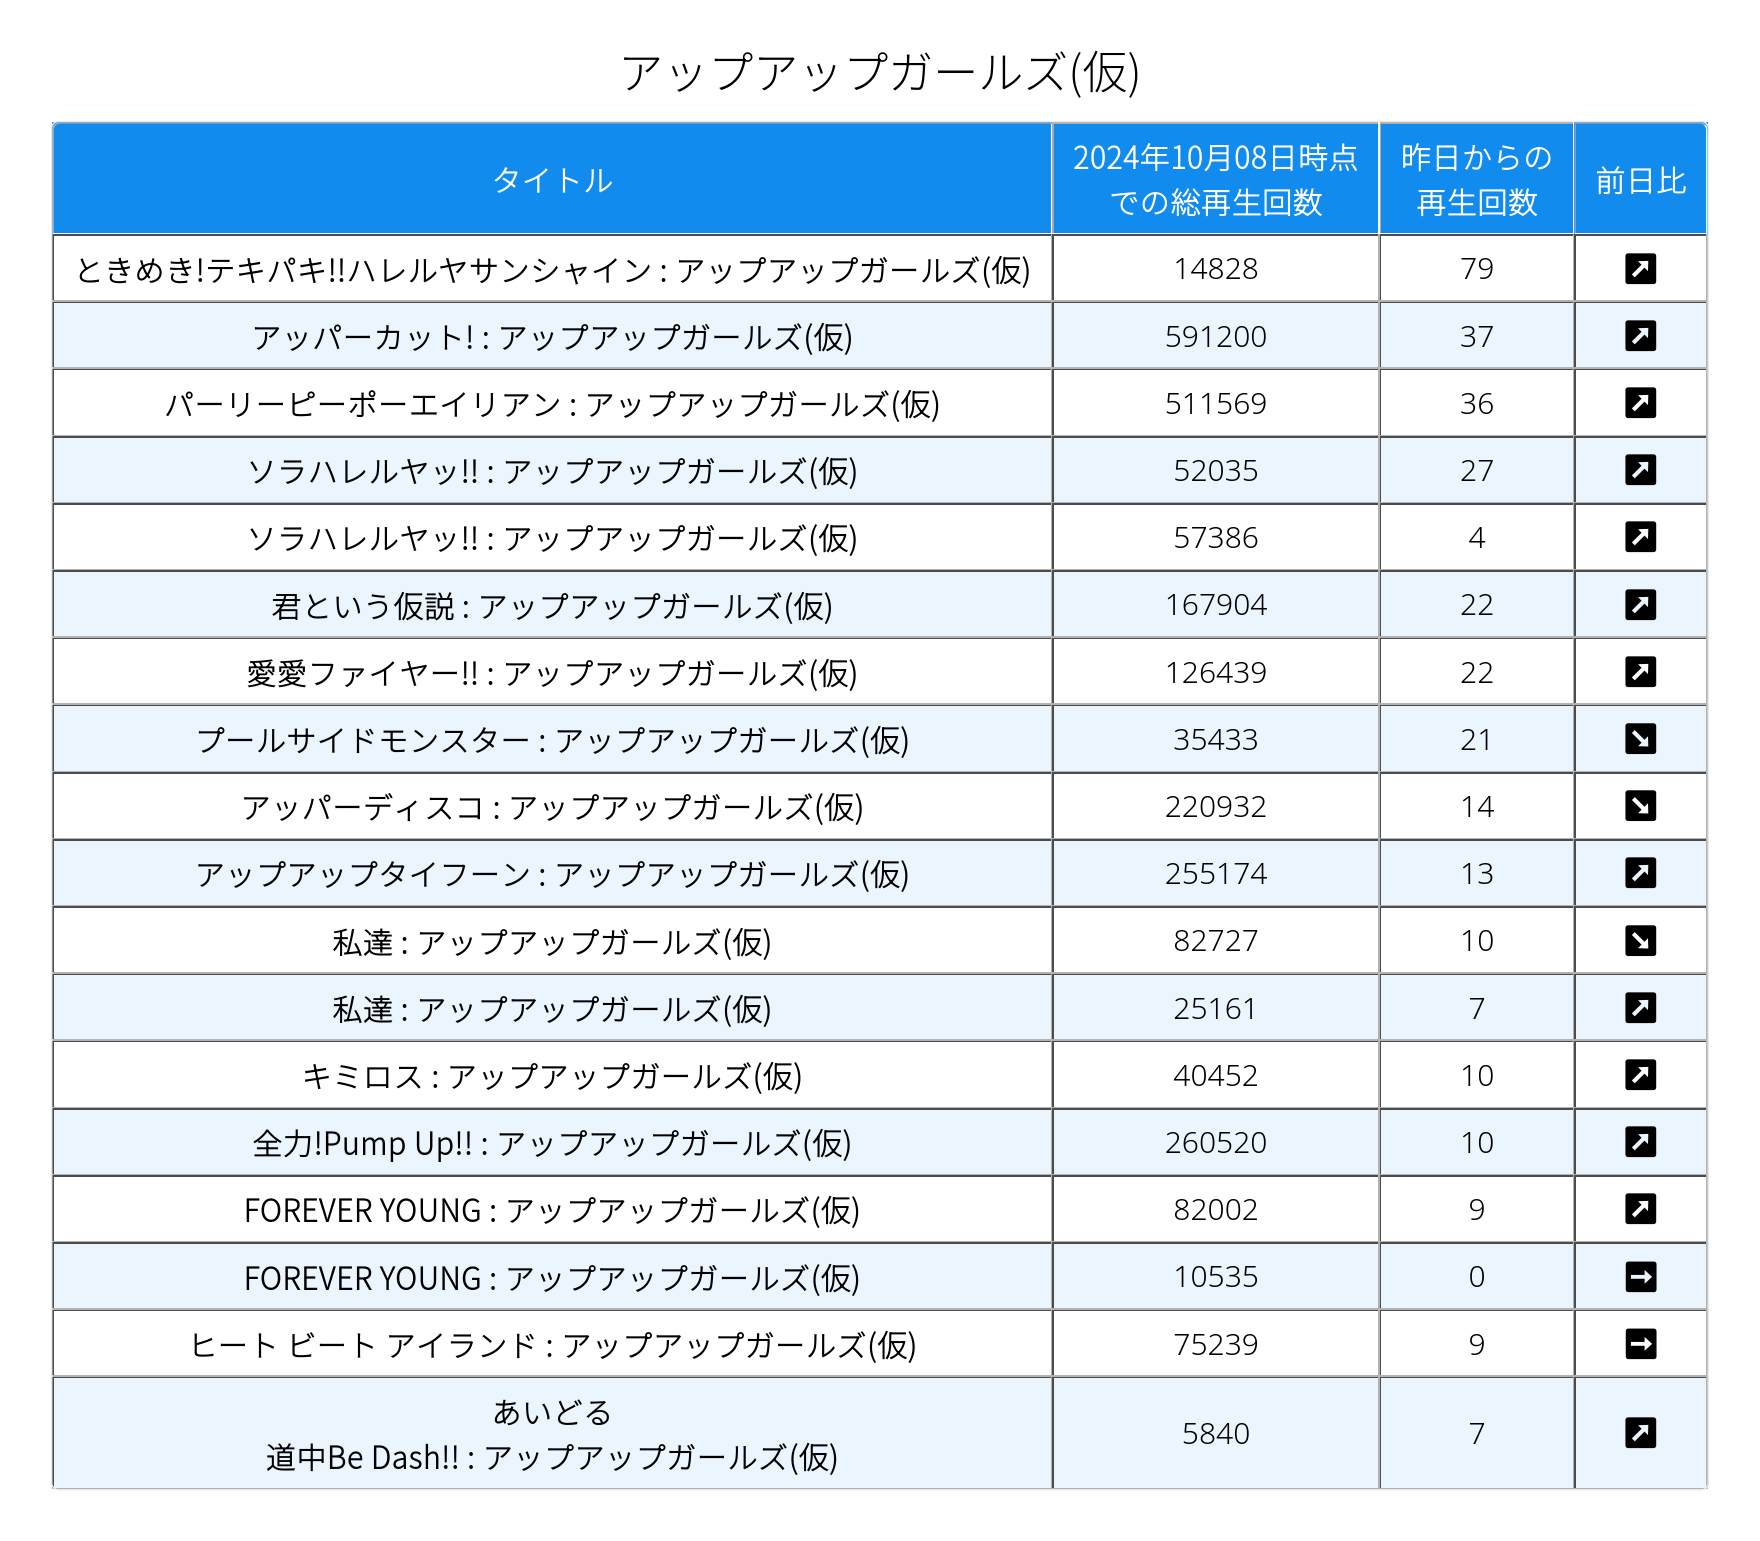 アップアップガールズ(仮)
タイトル
2024年10月08日時点
での総再生回数
昨日からの
再生回数
前日比
ときめき!テキパキ!!ハレルヤサンシャイン : アップアップガールズ(仮) 14828 79
アッパーカット! : アップアップガールズ(仮) 591200 37
パーリーピーポーエイリアン : アップアップガールズ(仮) 511569 36
ソラハレルヤッ!! : アップアップガールズ(仮) 52035 27
ソラハレルヤッ!! : アップアップガールズ(仮) 57386 4
君という仮説 : アップアップガールズ(仮) 167904 22
愛愛ファイヤー!! : アップアップガールズ(仮) 126439 22
プールサイドモンスター : アップアップガールズ(仮) 35433 21
アッパーディスコ : アップアップガールズ(仮) 220932 14
アップアップタイフーン : アップアップガールズ(仮) 255174 13
私達 : アップアップガールズ(仮) 82727 10
私達 : アップアップガールズ(仮) 25161 7
キミロス : アップアップガールズ(仮) 40452 10
全力!Pump Up!! : アップアップガールズ(仮) 260520 10
FOREVER YOUNG : アップアップガールズ(仮) 82002 9
FOREVER YOUNG : アップアップガールズ(仮) 10535 0
ヒート ビート アイランド : アップアップガールズ(仮) 75239 9
あいどる
道中Be Dash!! : アップアップガールズ(仮) 5840 7